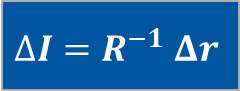 ΔI = R⁻¹ Δr